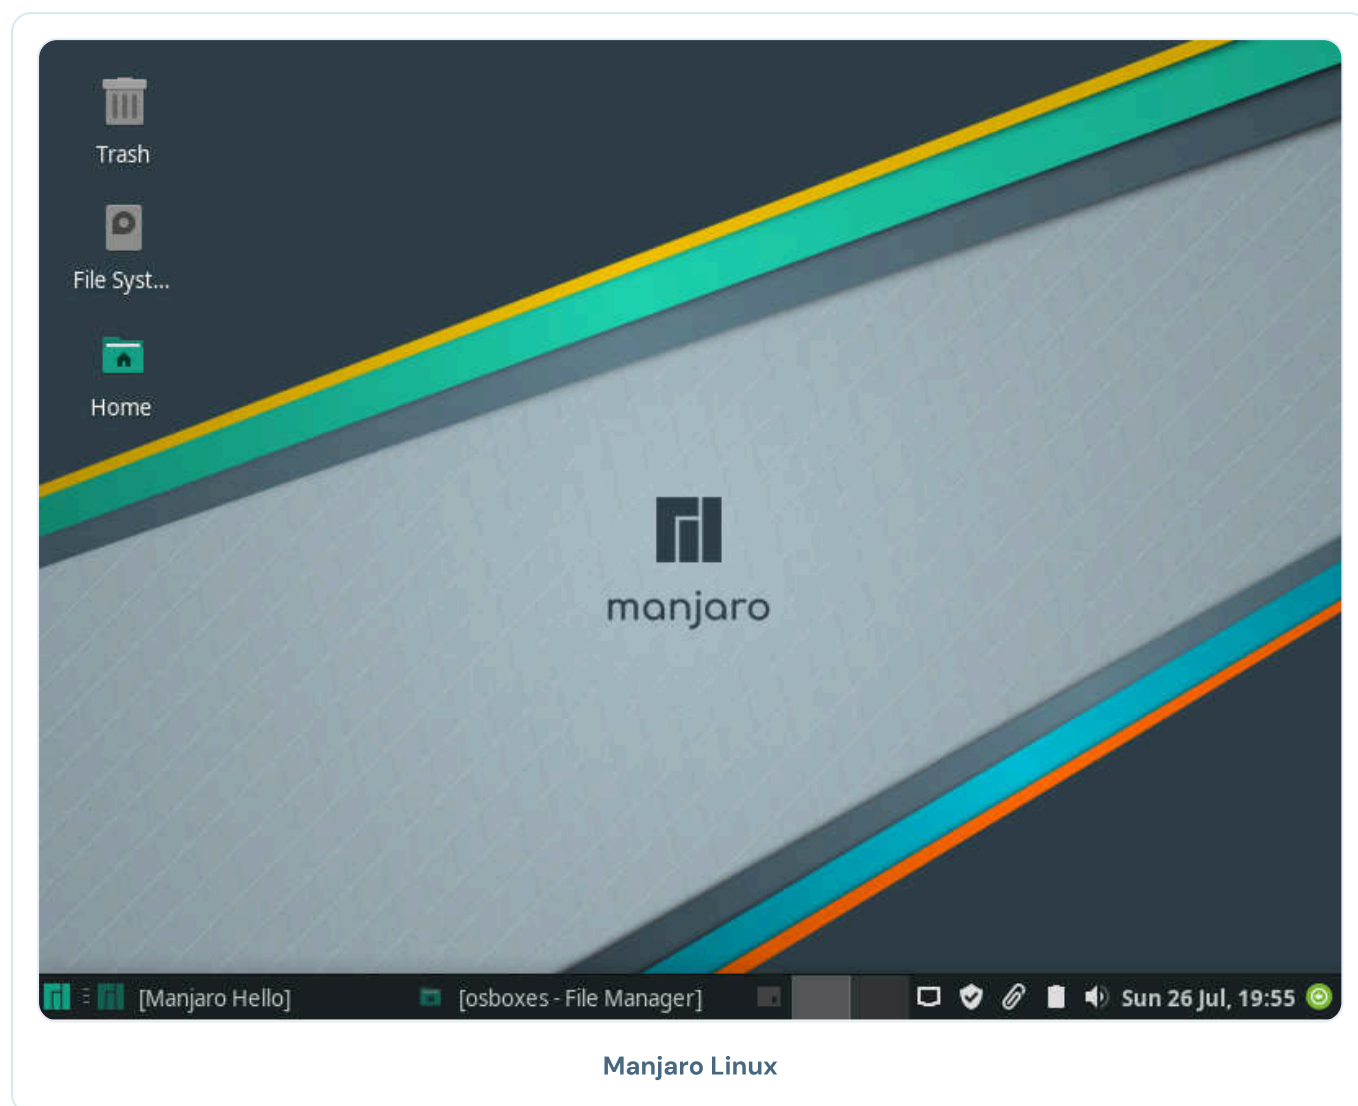 Trash
File Syst...
Home
manjaro
[Manjaro Hello] [osboxes - File Manager] Sun 26 Jul, 19:55
Manjaro Linux